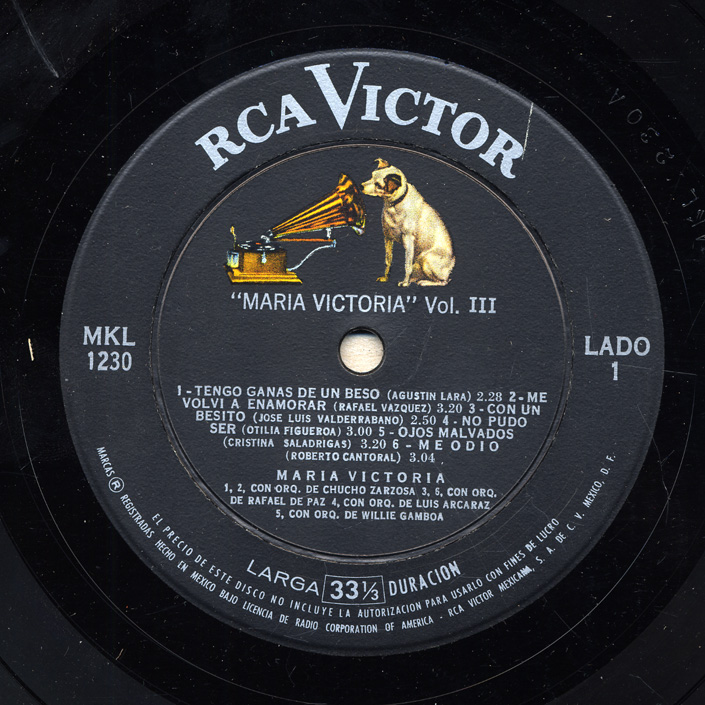 RCA VICTOR
"MARIA VICTORIA" Vol. III
MKL
1230
LADO
1
1-TENGO GANAS DE UN BESO (AGUSTIN LARA) 2.28 2-ME
VOLVI A ENAMORAR (RAFAEL VAZQUEZ) 3.20 3-CON UN
BESITO (JOSE LUIS VALDERRABANO) 2.50 4-NO PUDO
SER (OTILIA FIGUEROA) 3.00 5-OJOS MALVADOS
(CRISTINA SALADRIGAS) 3.20 6-ME ODIO
(ROBERTO CANTORAL) 3.04
MARIA VICTORIA
1, 2, CON ORQ. DE CHUCHO ZARZOSA 3, 6, CON ORQ.
DE RAFAEL DE PAZ 4, CON ORQ. DE LUIS ARCARAZ
5, CON ORQ. DE WILLIE GAMBOA
LARGA 33 1/3 DURACION
EL PRECIO DE ESTE DISCO NO INCLUYE LA AUTORIZACION PARA USARLO CON FINES DE LUCRO
MARCAS ® REGISTRADAS HECHO EN MEXICO BAJO LICENCIA DE RADIO CORPORATION OF AMERICA - RCA VICTOR MEXICANA, S. A. DE C. V. MEXICO, D. F.